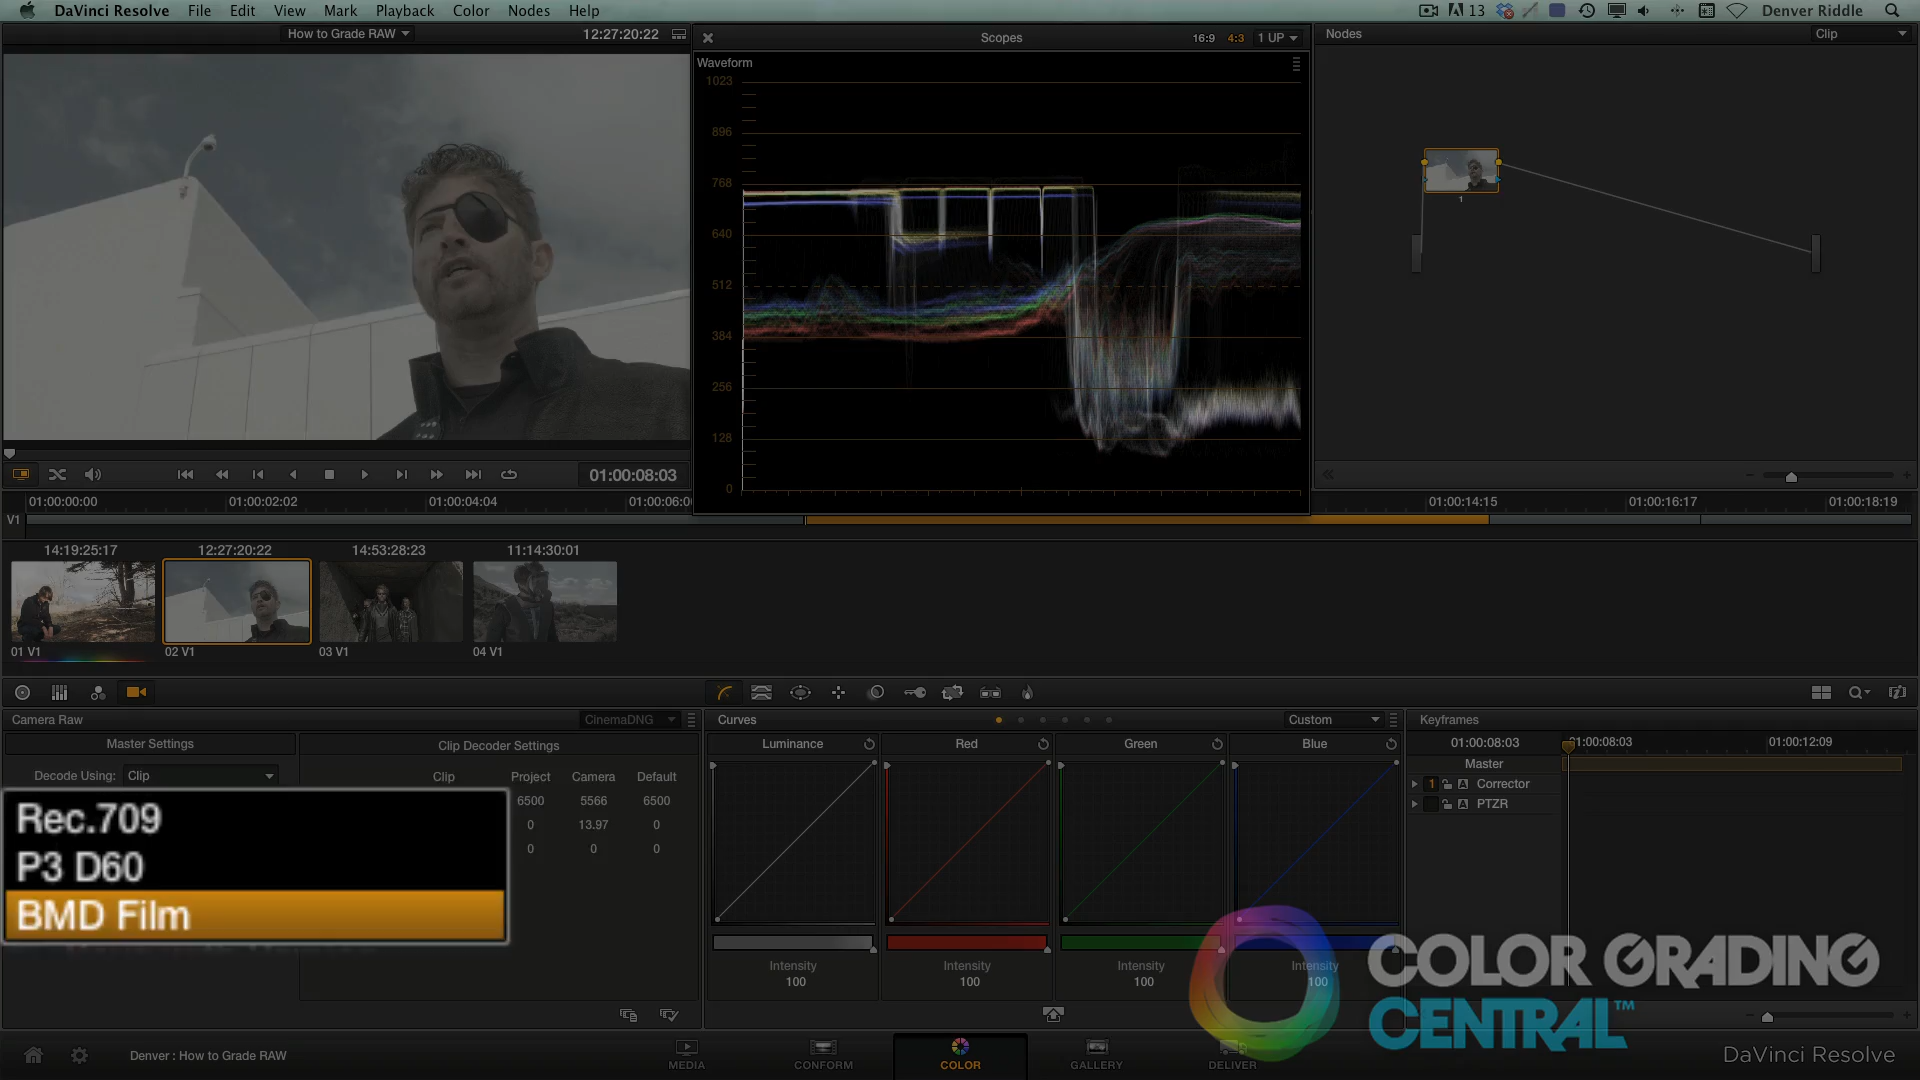 DaVinci Resolve File Edit View Mark Playback Color Nodes Help
13 Denver Riddle
How to Grade RAW 12:27:20:22
Scopes 16:9 4:3 1 UP
Nodes Clip
Waveform
1023
896
768
640
512
384
256
128
0
1
01:00:08:03
01:00:00:00 01:00:02:02 01:00:04:04 01:00:06:0 01:00:14:15 01:00:16:17 01:00:18:19
V1
14:19:25:17 12:27:20:22 14:53:28:23 11:14:30:01
01 V1 02 V1 03 V1 04 V1
Camera Raw CinemaDNG
Master Settings
Decode Using: Clip
Clip Decoder Settings
Clip Project Camera Default
6500 5566 6500
0 13.97 0
0 0 0
Rec.709
P3 D60
BMD Film
Curves Custom
Luminance Red Green Blue
Intensity Intensity Intensity Intensity
100 100 100 100
Keyframes
01:00:08:03 01:00:08:03 01:00:12:09
Master
1 A Corrector
A PTZR
COLOR GRADING
CENTRAL™
Denver : How to Grade RAW
MEDIA CONFORM COLOR GALLERY DELIVER
DaVinci Resolve